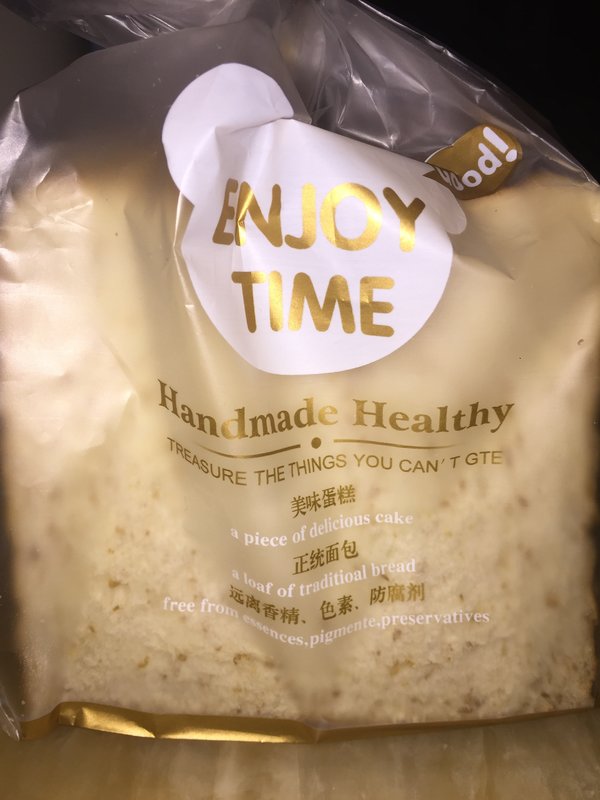 good!
ENJOY
TIME
Handmade Healthy
TREASURE THE THINGS YOU CAN'T GTE
美味蛋糕
a piece of delicious cake
正统面包
a loaf of traditioal bread
远离香精、色素、防腐剂
free from essences,pigmente,preservatives